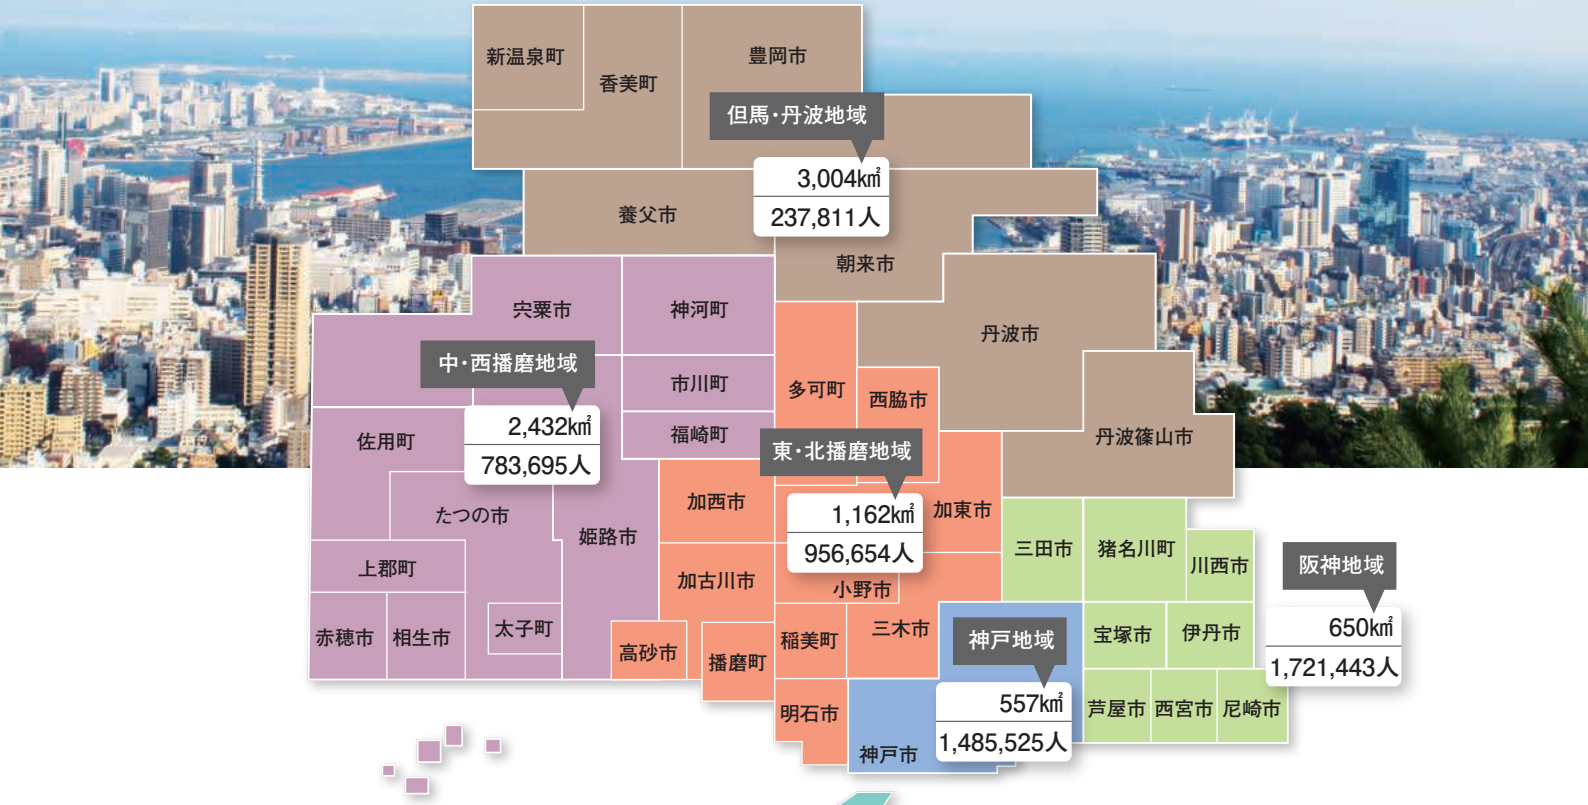 新温泉町
香美町
豊岡市
但馬・丹波地域
3,004km²
237,811人
養父市
朝来市
宍粟市
神河町
丹波市
中・西播磨地域
2,432km²
783,695人
市川町
多可町
西脇市
佐用町
福崎町
丹波篠山市
東・北播磨地域
1,162km²
956,654人
加西市
加東市
たつの市
姫路市
三田市
猪名川町
川西市
阪神地域
650km²
1,721,443人
上郡町
加古川市
小野市
赤穂市
相生市
太子町
高砂市
播磨町
稲美町
三木市
神戸地域
557km²
1,485,525人
宝塚市
伊丹市
明石市
神戸市
芦屋市
西宮市
尼崎市